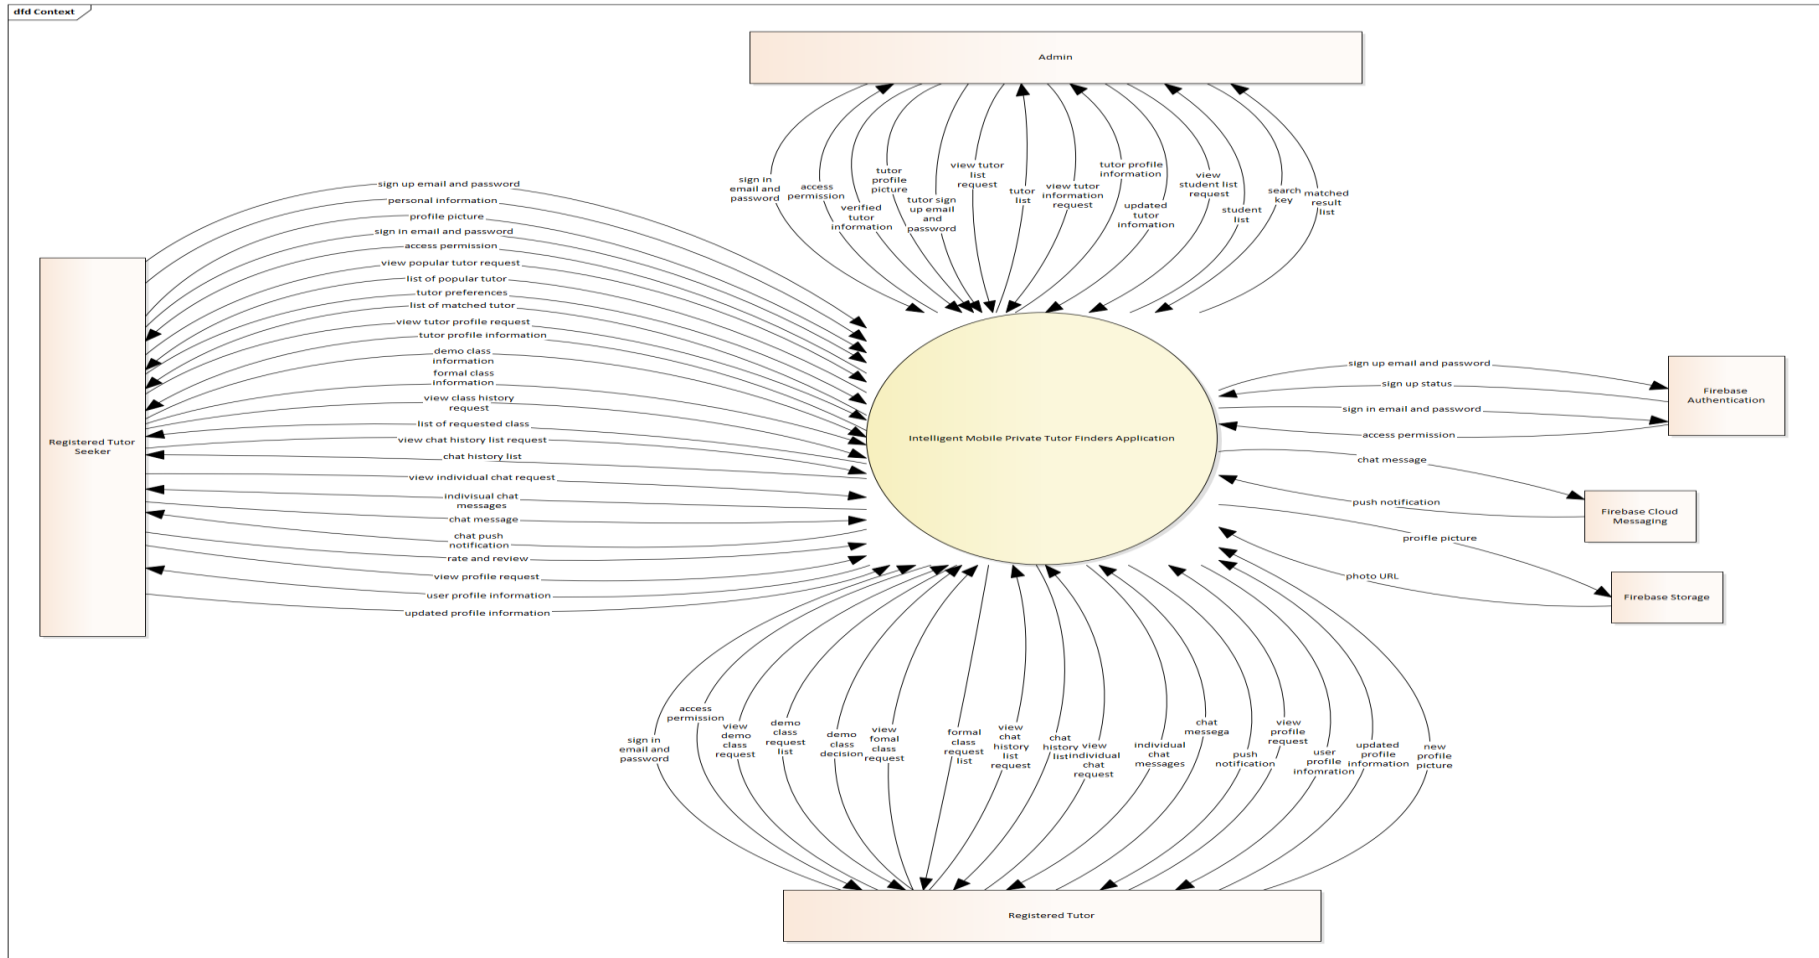 dfd Context
Admin
sign in
email and
password
access
permission
verified
tutor
information
tutor
profile
picture
tutor sign
up email
and
password
view tutor
list
request
tutor
list
view tutor
information
request
tutor profile
information
updated
tutor
infomation
view
student list
request
student
list
search
key
matched
result
list
sign up email and password
personal information
profile picture
sign in email and password
access permission
view popular tutor request
list of popular tutor
tutor preferences
list of matched tutor
view tutor profile request
tutor profile information
demo class
information
formal class
information
view class history
request
list of requested class
view chat history list request
chat history list
view individual chat request
indivisual chat
messages
chat message
chat push
notification
rate and review
view profile request
user profile information
updated profile information
Registered Tutor
Seeker
Intelligent Mobile Private Tutor Finders Application
sign up email and password
sign up status
sign in email and password
access permission
chat message
push notification
proifle picture
photo URL
Firebase
Authentication
Firebase Cloud
Messaging
Firebase Storage
sign in
email and
password
access
permission
view
demo
class
request
demo
class
request
list
demo
class
decision
view
fomal
class
request
formal
class
request
list
view
chat
history
list
request
chat
history
list
view
individual
chat
request
individual
chat
messages
chat
messega
push
notification
view
profile
request
user
profile
infomration
updated
profile
information
new
profile
picture
Registered Tutor